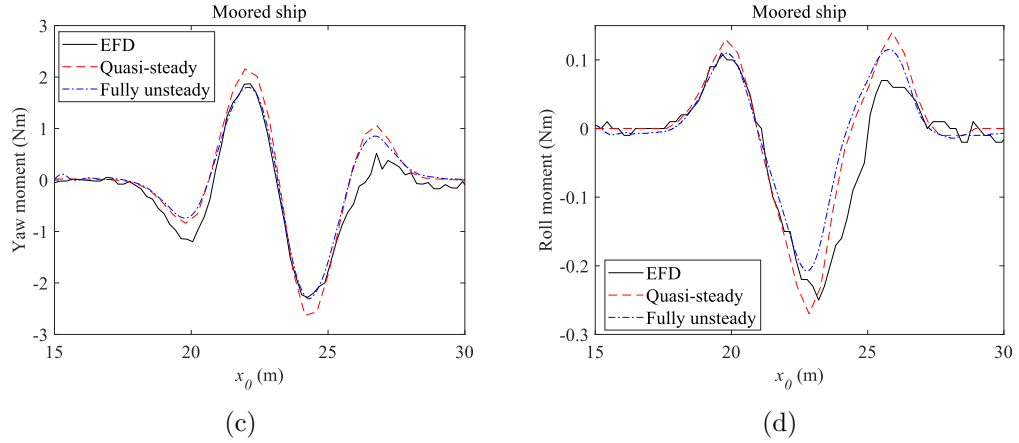 Moored ship
3
2
1
0
-1
-2
-3
Yaw moment (Nm)
EFD
Quasi-steady
Fully unsteady
15
20
25
30
x_0 (m)
(c)
Moored ship
0.1
0
-0.1
-0.2
-0.3
Roll moment (Nm)
EFD
Quasi-steady
Fully unsteady
15
20
25
30
x_0 (m)
(d)